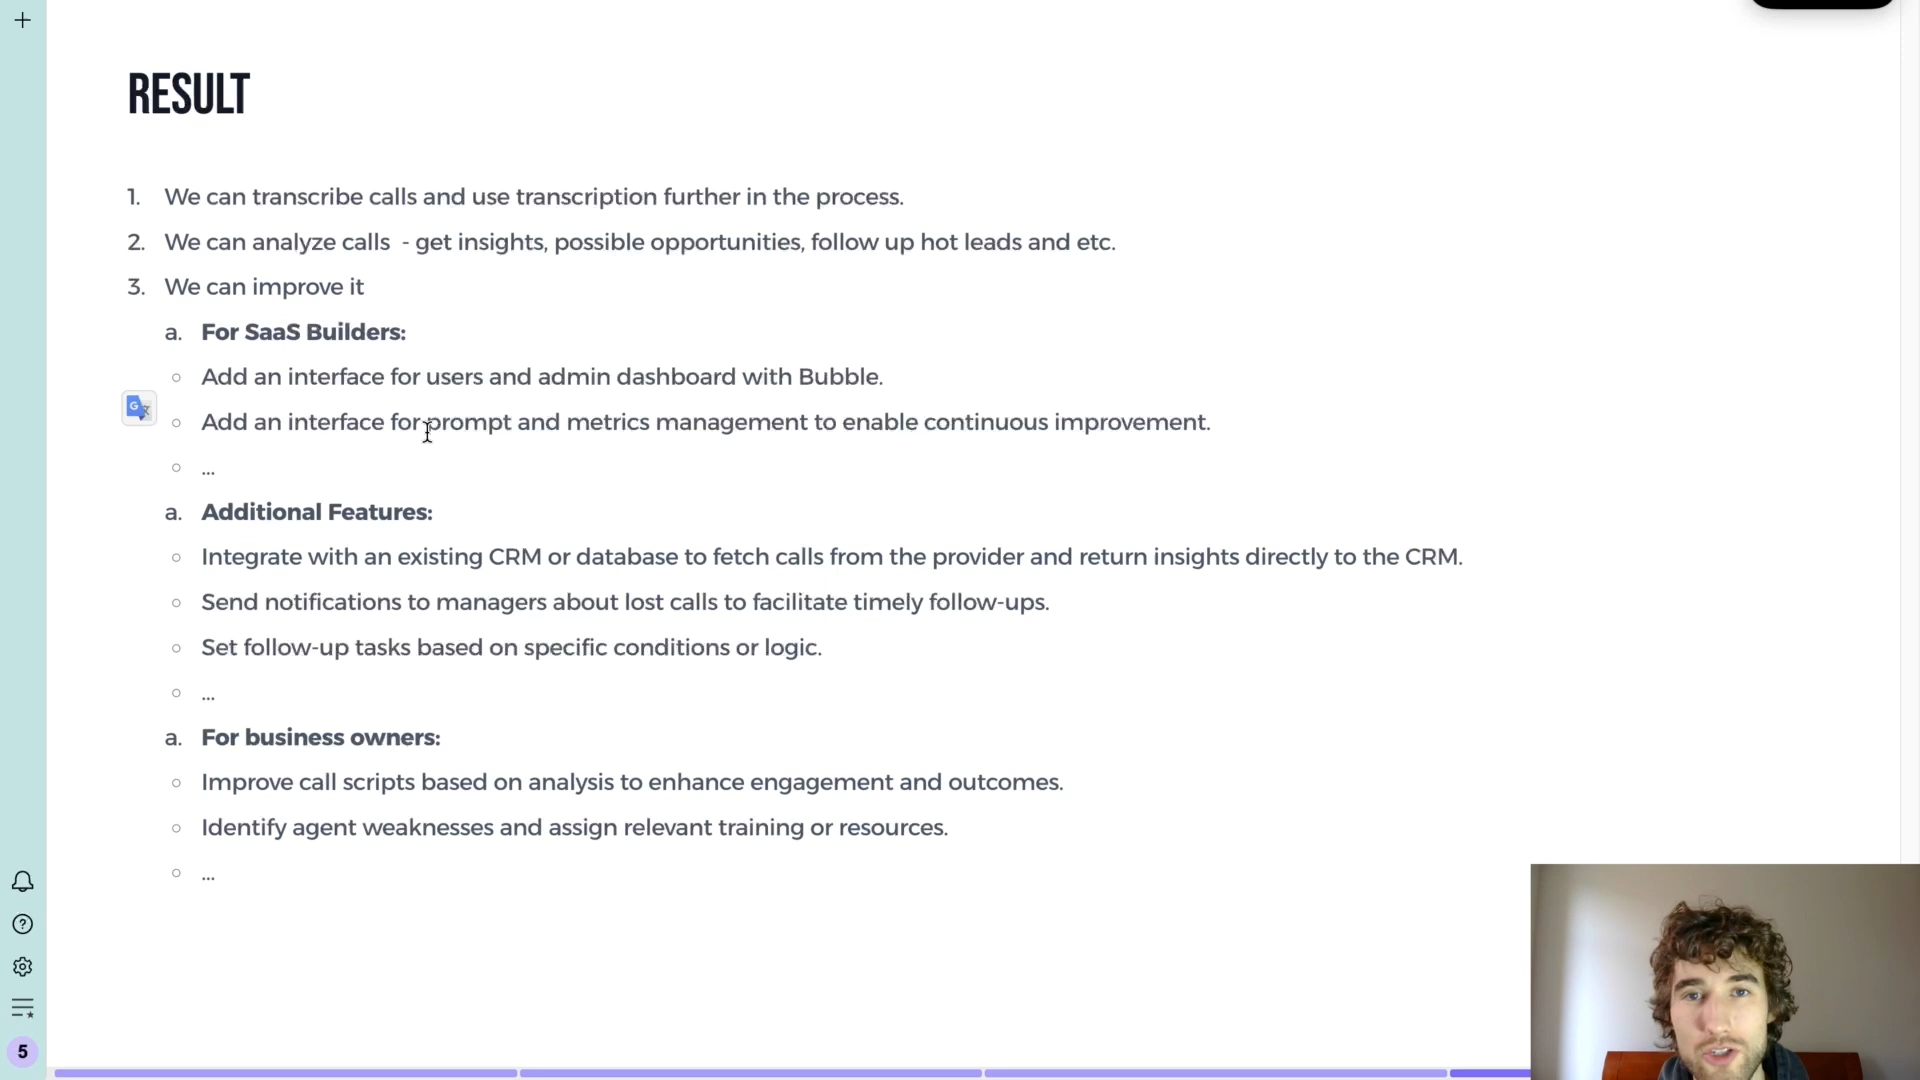 RESULT
1. We can transcribe calls and use transcription further in the process.
2. We can analyze calls  - get insights, possible opportunities, follow up hot leads and etc.
3. We can improve it
a. For SaaS Builders:
○ Add an interface for users and admin dashboard with Bubble.
○ Add an interface for prompt and metrics management to enable continuous improvement.
○ ...
a. Additional Features:
○ Integrate with an existing CRM or database to fetch calls from the provider and return insights directly to the CRM.
○ Send notifications to managers about lost calls to facilitate timely follow-ups.
○ Set follow-up tasks based on specific conditions or logic.
○ ...
a. For business owners:
○ Improve call scripts based on analysis to enhance engagement and outcomes.
○ Identify agent weaknesses and assign relevant training or resources.
○ ...
5